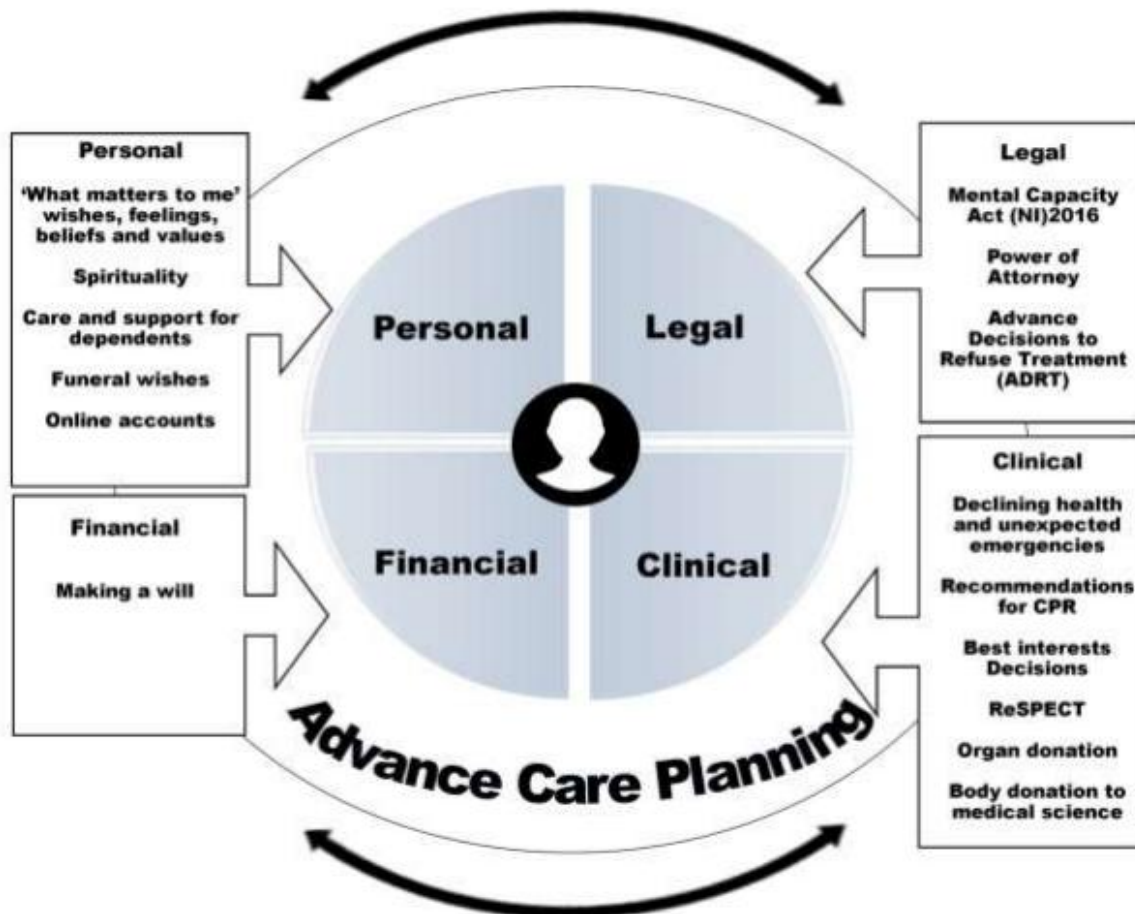 Personal
'What matters to me'
wishes, feelings,
beliefs and values
Spirituality
Care and support for
dependents
Funeral wishes
Online accounts
Financial
Making a will
Personal
Legal
Financial
Clinical
Advance Care Planning
Legal
Mental Capacity
Act (NI)2016
Power of
Attorney
Advance
Decisions to
Refuse Treatment
(ADRT)
Clinical
Declining health
and unexpected
emergencies
Recommendations
for CPR
Best interests
Decisions
ReSPECT
Organ donation
Body donation to
medical science